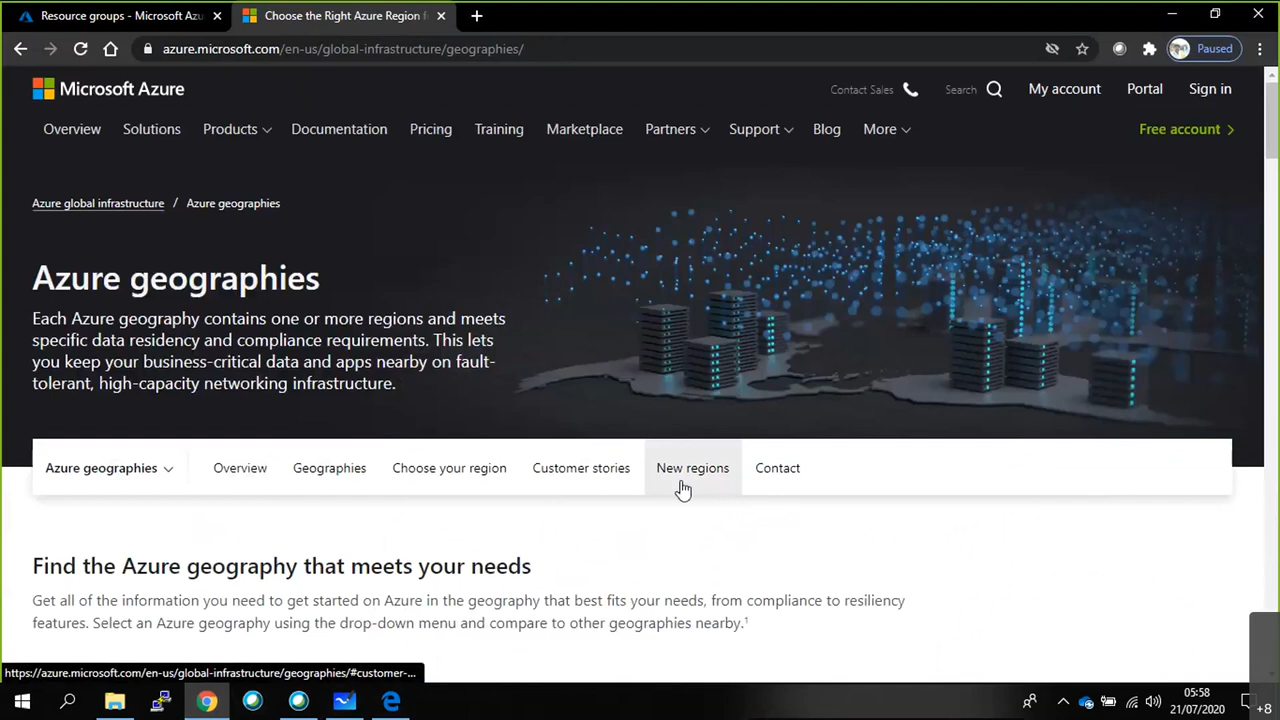 Resource groups - Microsoft Azu
Choose the Right Azure Region f
azure.microsoft.com/en-us/global-infrastructure/geographies/
Paused
Microsoft Azure
Contact Sales
Search
My account
Portal
Sign in
Overview
Solutions
Products
Documentation
Pricing
Training
Marketplace
Partners
Support
Blog
More
Free account
Azure global infrastructure / Azure geographies
Azure geographies
Each Azure geography contains one or more regions and meets
specific data residency and compliance requirements. This lets
you keep your business-critical data and apps nearby on fault-
tolerant, high-capacity networking infrastructure.
Azure geographies
Overview
Geographies
Choose your region
Customer stories
New regions
Contact
Find the Azure geography that meets your needs
Get all of the information you need to get started on Azure in the geography that best fits your needs, from compliance to resiliency
features. Select an Azure geography using the drop-down menu and compare to other geographies nearby.¹
https://azure.microsoft.com/en-us/global-infrastructure/geographies/#customer-...
05:58
21/07/2020
+8